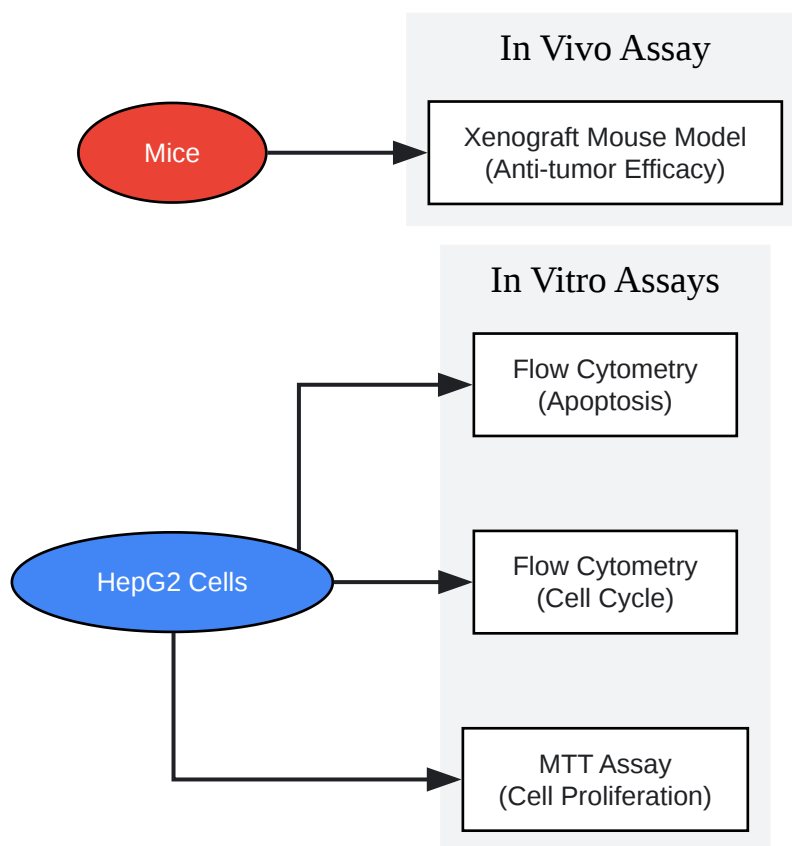 In Vivo Assay
Mice
Xenograft Mouse Model
(Anti-tumor Efficacy)
In Vitro Assays
Flow Cytometry
(Apoptosis)
HepG2 Cells
Flow Cytometry
(Cell Cycle)
MTT Assay
(Cell Proliferation)